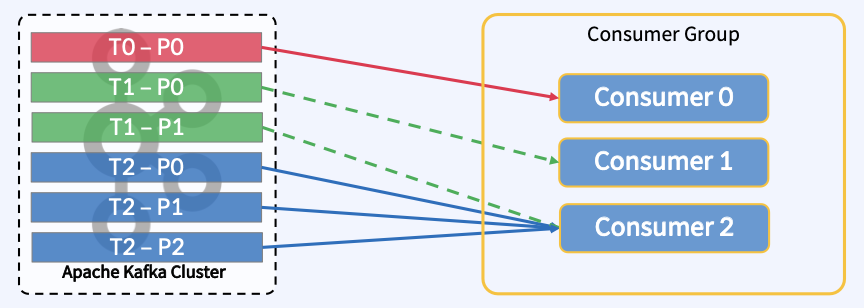 T0 – P0
T1 – P0
T1 – P1
T2 – P0
T2 – P1
T2 – P2
Apache Kafka Cluster
Consumer Group
Consumer 0
Consumer 1
Consumer 2